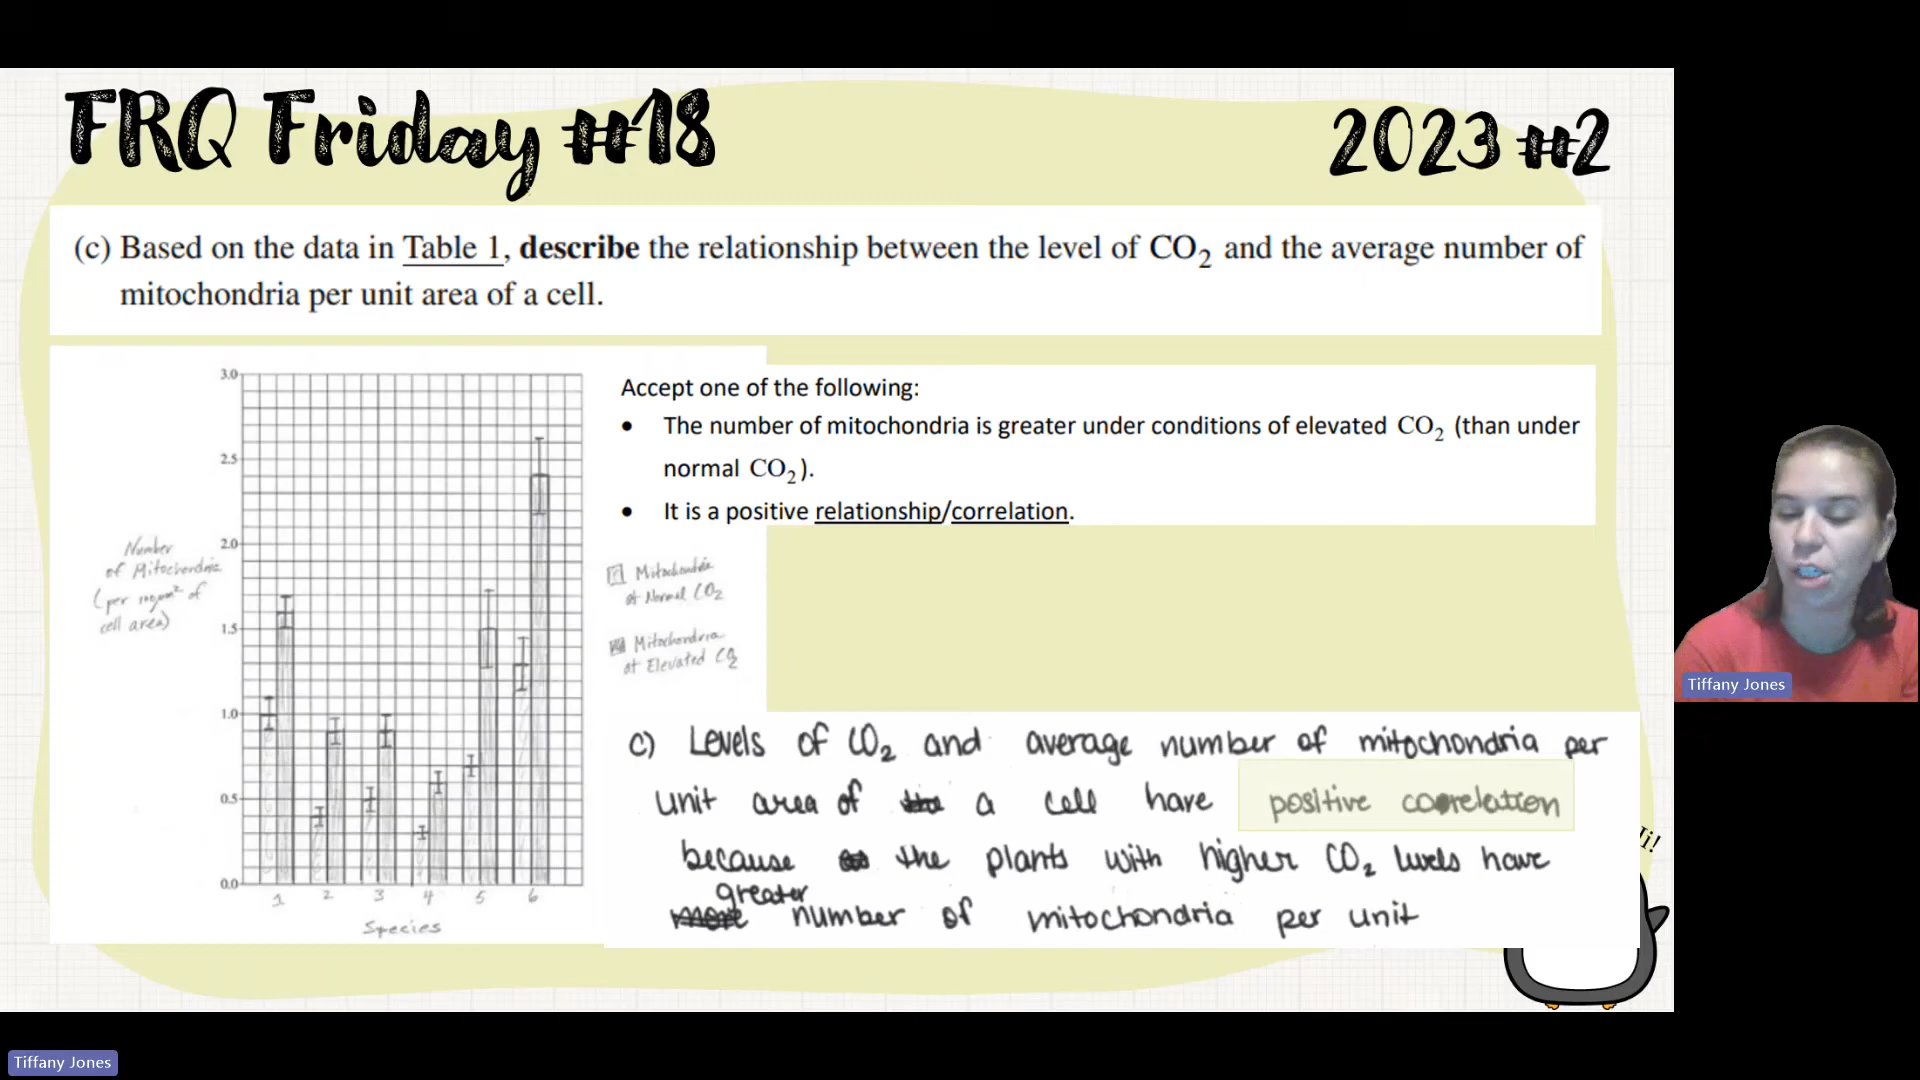 FRQ Friday #18
2023 #2
(c) Based on the data in Table 1, describe the relationship between the level of CO₂ and the average number of
mitochondria per unit area of a cell.
3.0
2.5
2.0
1.5
1.0
0.5
0.0
Number
of Mitochondria
(per
of
cell area)
1 2 3 4 5 6
Species
Accept one of the following:
• The number of mitochondria is greater under conditions of elevated CO₂ (than under
normal CO₂).
• It is a positive relationship/correlation.
Mitochondria
at Normal CO₂
Mitochondria
at Elevated CO₂
c) Levels of CO₂ and average number of mitochondria per
unit area of a cell have positive correlation
because the plants with higher CO₂ levels have
greater
number of mitochondria per unit
Hi!
Tiffany Jones
Tiffany Jones